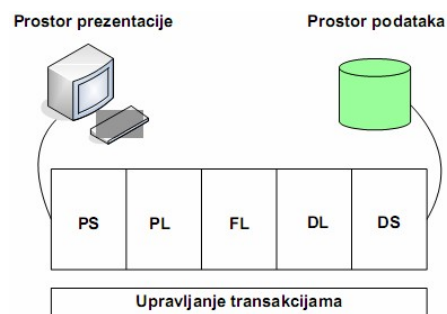 Prostor prezentacije
Prostor podataka
PS PL FL DL DS
Upravljanje transakcijama